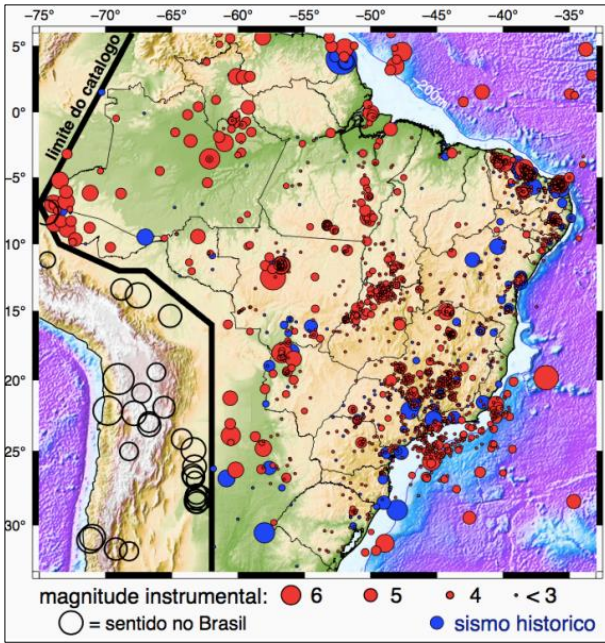 −75 −70 −65 −60 −55 −50 −45 −40 −35
5°
0°
−5°
−10°
−15°
−20°
25°
30°
limite do catalogo
200m
magnitude instrumental: 6 5 4 < 3
= sentido no Brasil sismo historico